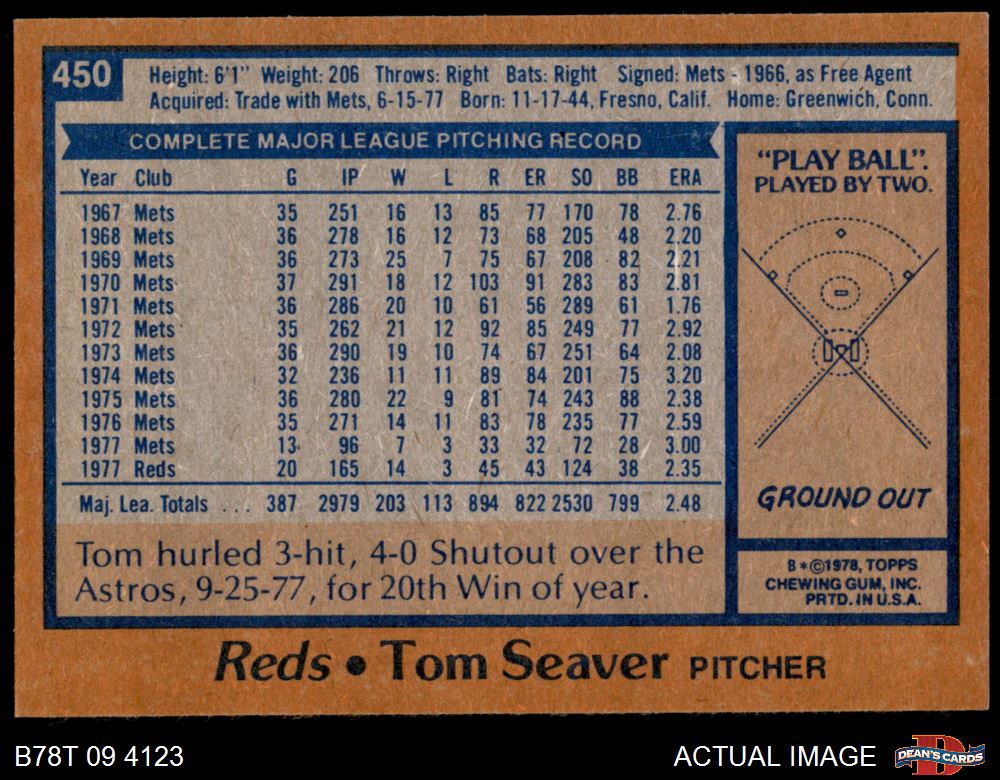 450
Height: 6'1" Weight: 206 Throws: Right Bats: Right Signed: Mets - 1966, as Free Agent
Acquired: Trade with Mets, 6-15-77 Born: 11-17-44, Fresno, Calif. Home: Greenwich, Conn.
COMPLETE MAJOR LEAGUE PITCHING RECORD
Year Club G IP W L R ER SO BB ERA
1967 Mets 35 251 16 13 85 77 170 78 2.76
1968 Mets 36 278 16 12 73 68 205 48 2.20
1969 Mets 36 273 25 7 75 67 208 82 2.21
1970 Mets 37 291 18 12 103 91 283 83 2.81
1971 Mets 36 286 20 10 61 56 289 61 1.76
1972 Mets 35 262 21 12 92 85 249 77 2.92
1973 Mets 36 290 19 10 74 67 251 64 2.08
1974 Mets 32 236 11 11 89 84 201 75 3.20
1975 Mets 36 280 22 9 81 74 243 88 2.38
1976 Mets 35 271 14 11 83 78 235 77 2.59
1977 Mets 13 96 7 3 33 32 72 28 3.00
1977 Reds 20 165 14 3 45 43 124 38 2.35
Maj. Lea. Totals . . . 387 2979 203 113 894 822 2530 799 2.48
Tom hurled 3-hit, 4-0 Shutout over the
Astros, 9-25-77, for 20th Win of year.
"PLAY BALL".
PLAYED BY TWO.
GROUND OUT
B*©1978, TOPPS
CHEWING GUM, INC.
PRTD. IN U.S.A.
Reds • Tom Seaver PITCHER
B78T 09 4123
ACTUAL IMAGE
DEAN'S CARDS